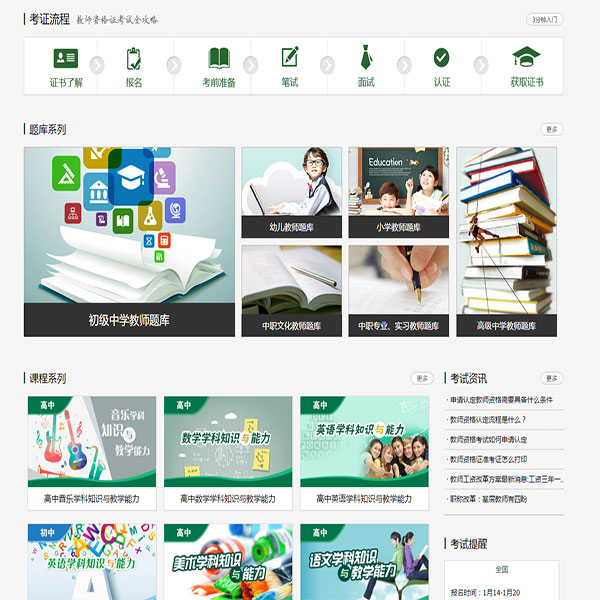 考证流程 教师资格证考试全攻略 3分钟入门
证书了解 报名 考前准备 笔试 面试 认证 获取证书
题库系列 更多
Education
初级中学教师题库
幼儿教师题库
小学教师题库
中职文化教师题库
中职专业、实习教师题库
高级中学教师题库
课程系列 更多
高中
音乐学科
知识与
教学能力
高中音乐学科知识与教学能力
高中
数学学科知识与能力
高中数学学科知识与教学能力
高中
英语学科知识与能力
高中英语学科知识与教学能力
初中
英语学科知识与能力
高中
美术学科知识与能力
高中
语文学科知识与教学能力
考试资讯 更多
· 申请认定教师资格需要具备什么条件
· 教师资格认定流程是什么？
· 教师资格考试如何申请认定
· 教师资格证准考证怎么打印
· 教师工资改革方案最新消息:工资三年一...
· 职称改革：基层教师有四盼
考试提醒
全国
报名时间：1月14-1月20